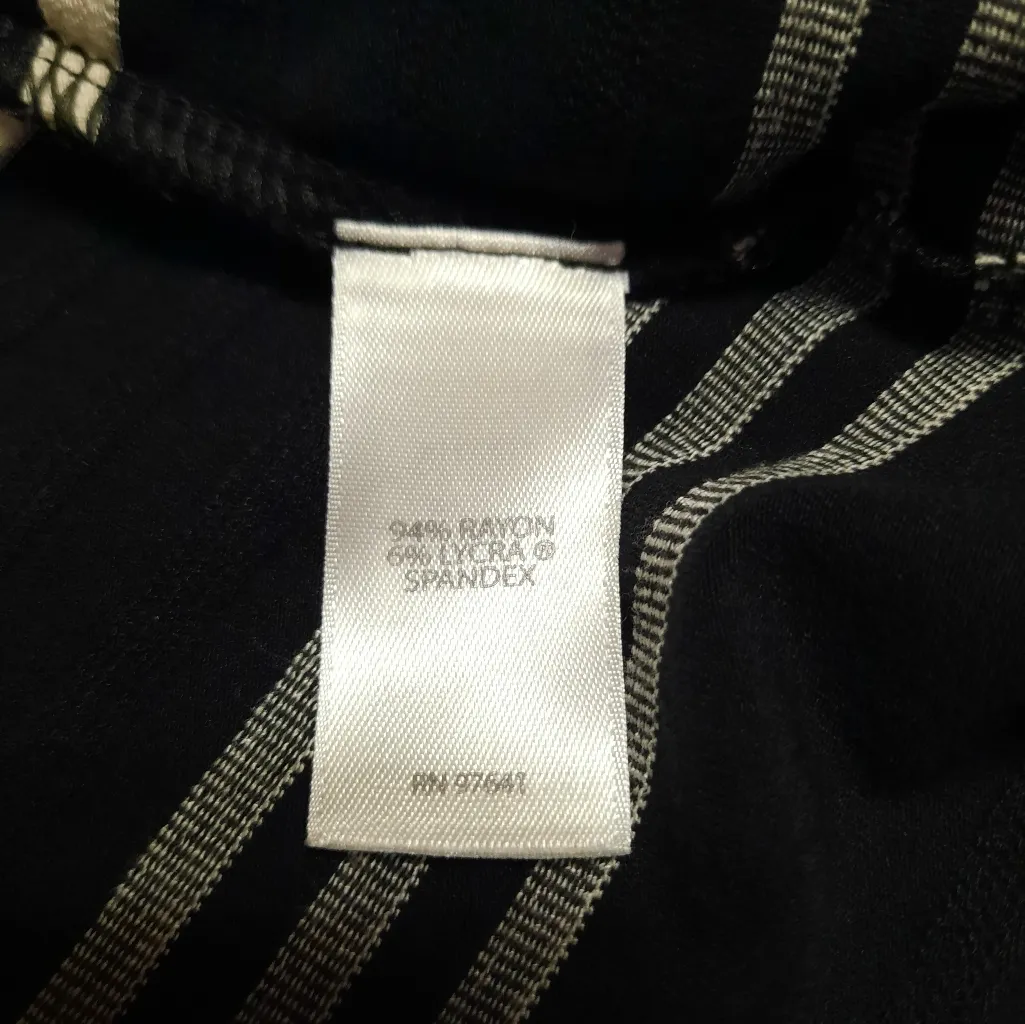 94% RAYON
6% LYCRA ®
SPANDEX
RN 97641